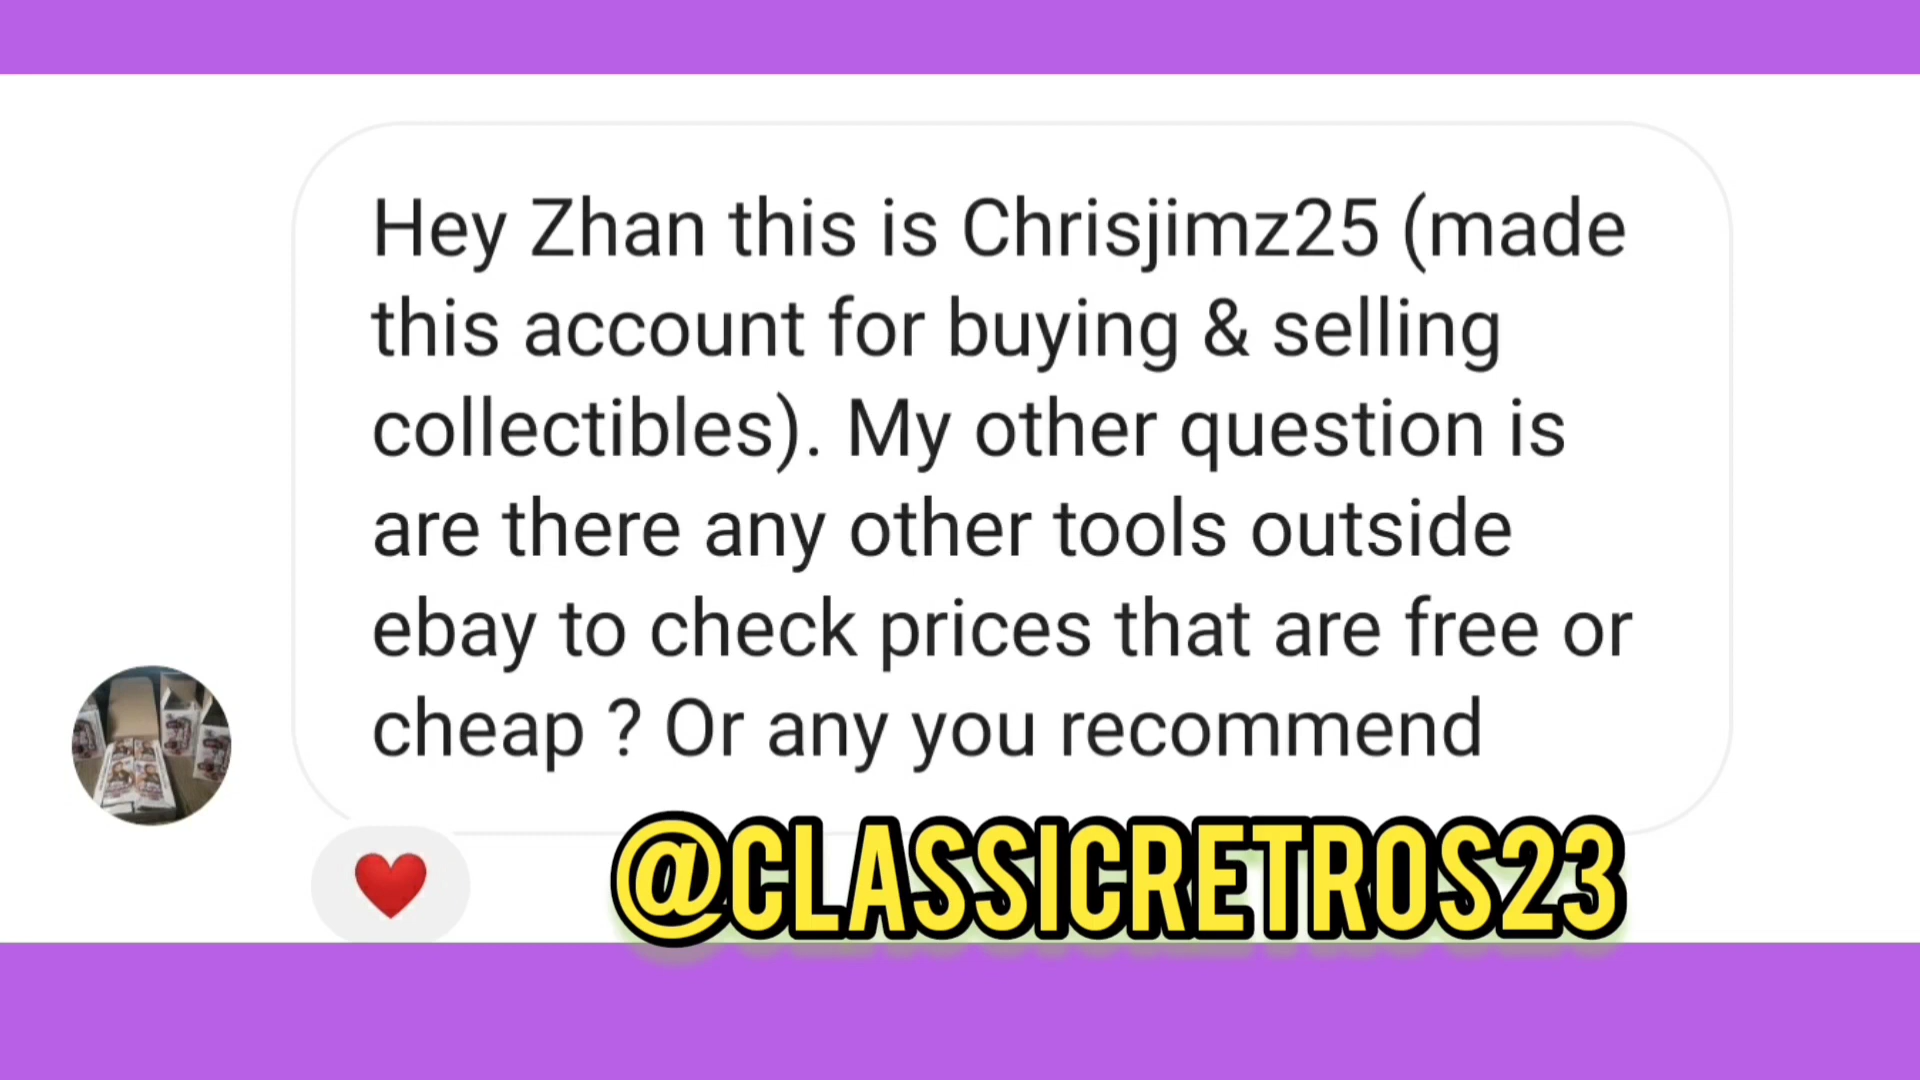 Hey Zhan this is Chrisjimz25 (made
this account for buying & selling
collectibles). My other question is
are there any other tools outside
ebay to check prices that are free or
cheap ? Or any you recommend
@CLASSICRETROS23